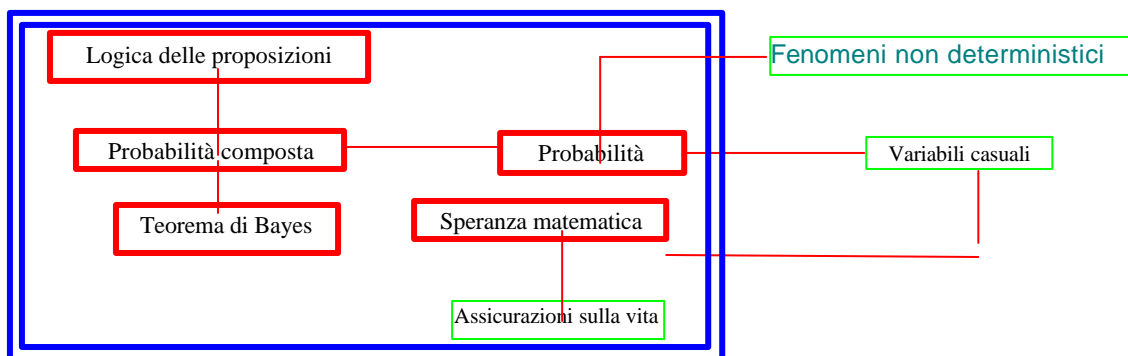 Logica delle proposizioni
Fenomeni non deterministici
Probabilità composta
Probabilità
Variabili casuali
Teorema di Bayes
Speranza matematica
Assicurazioni sulla vita